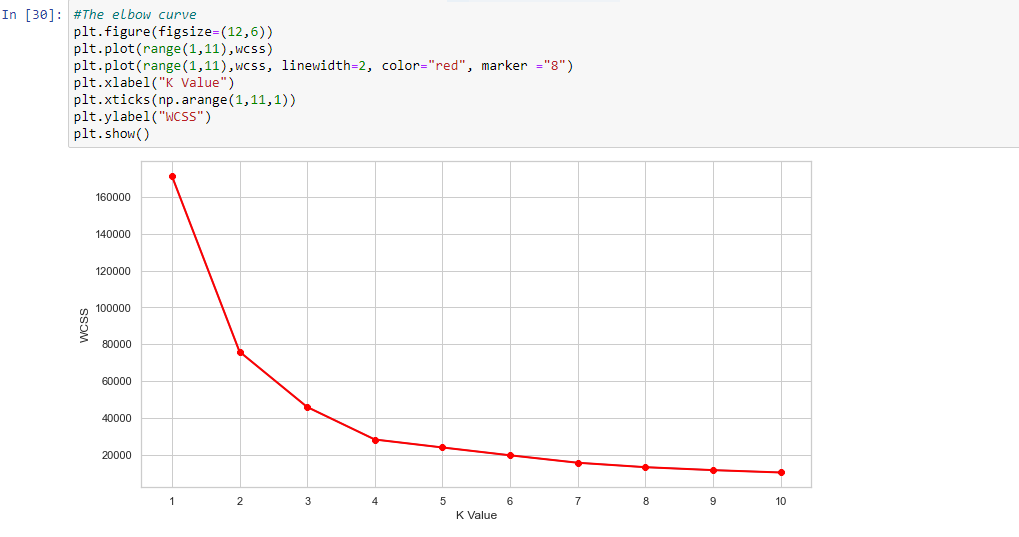 In [30]: #The elbow curve
plt.figure(figsize=(12,6))
plt.plot(range(1,11),wcss)
plt.plot(range(1,11),wcss, linewidth=2, color="red", marker ="8")
plt.xlabel("K Value")
plt.xticks(np.arange(1,11,1))
plt.ylabel("WCSS")
plt.show()
160000
140000
120000
100000
80000
60000
40000
20000
WCSS
1 2 3 4 5 6 7 8 9 10
K Value